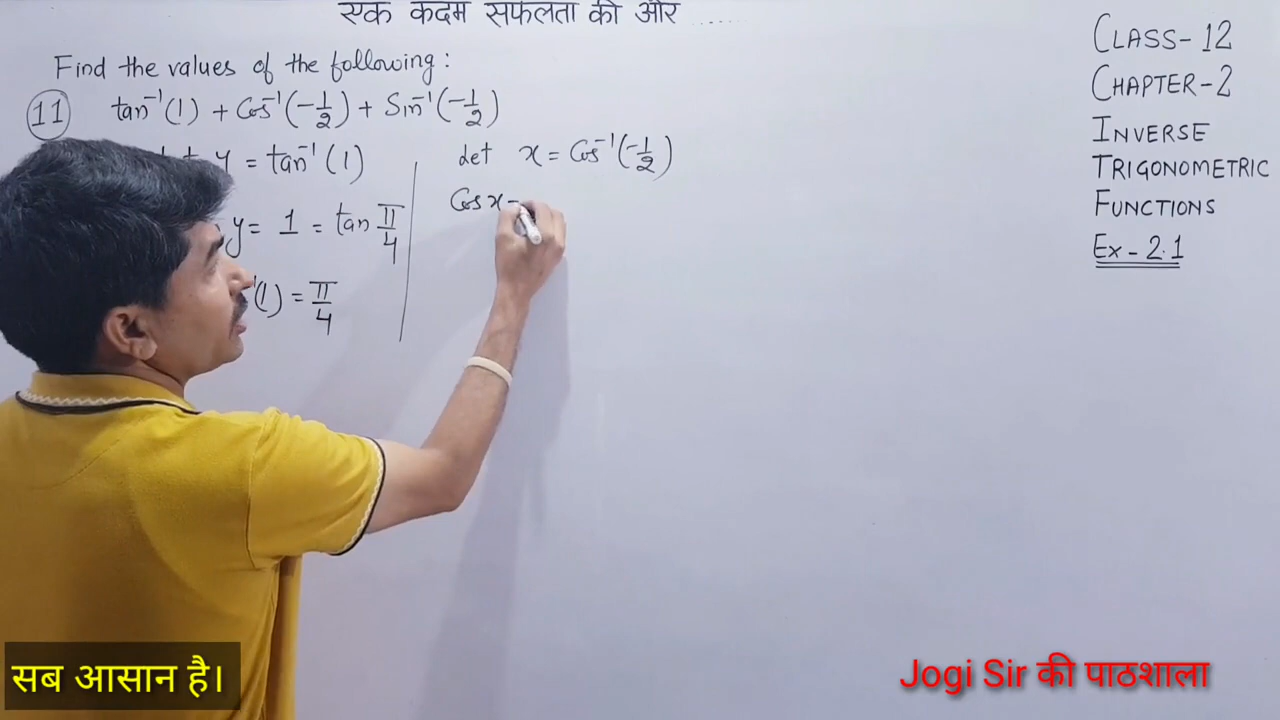 एक कदम सफलता की और ......
Find the values of the following :
11 tan⁻¹(1) + Cos⁻¹(-1/2) + Sin⁻¹(-1/2)
y = tan⁻¹(1)
y = 1 = tan π/4
(1) = π/4
Let x = Cos⁻¹(-1/2)
Cos x =
CLASS- 12
CHAPTER-2
INVERSE
TRIGONOMETRIC
FUNCTIONS
Ex - 2.1
सब आसान है।
Jogi Sir की पाठशाला